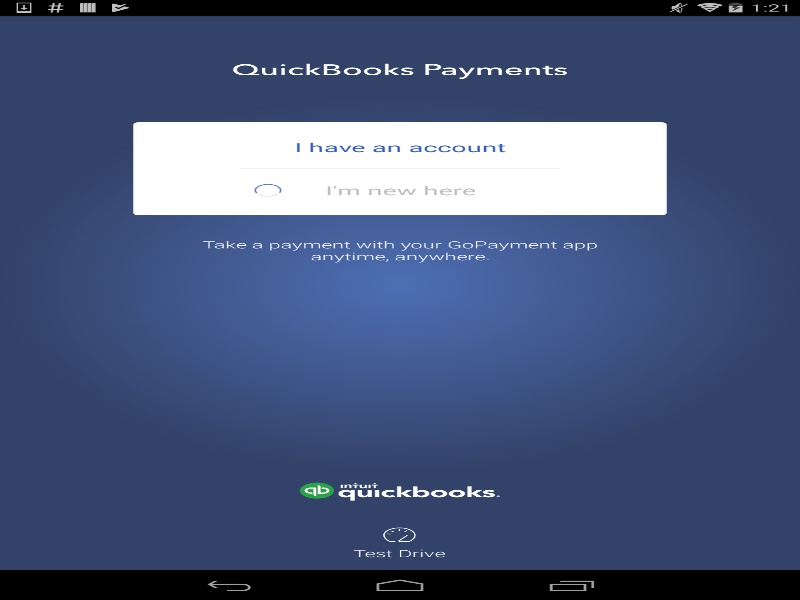 1:21
QuickBooks Payments
I have an account
I'm new here
Take a payment with your GoPayment app
anytime, anywhere.
qb intuit
quickbooks.
Test Drive